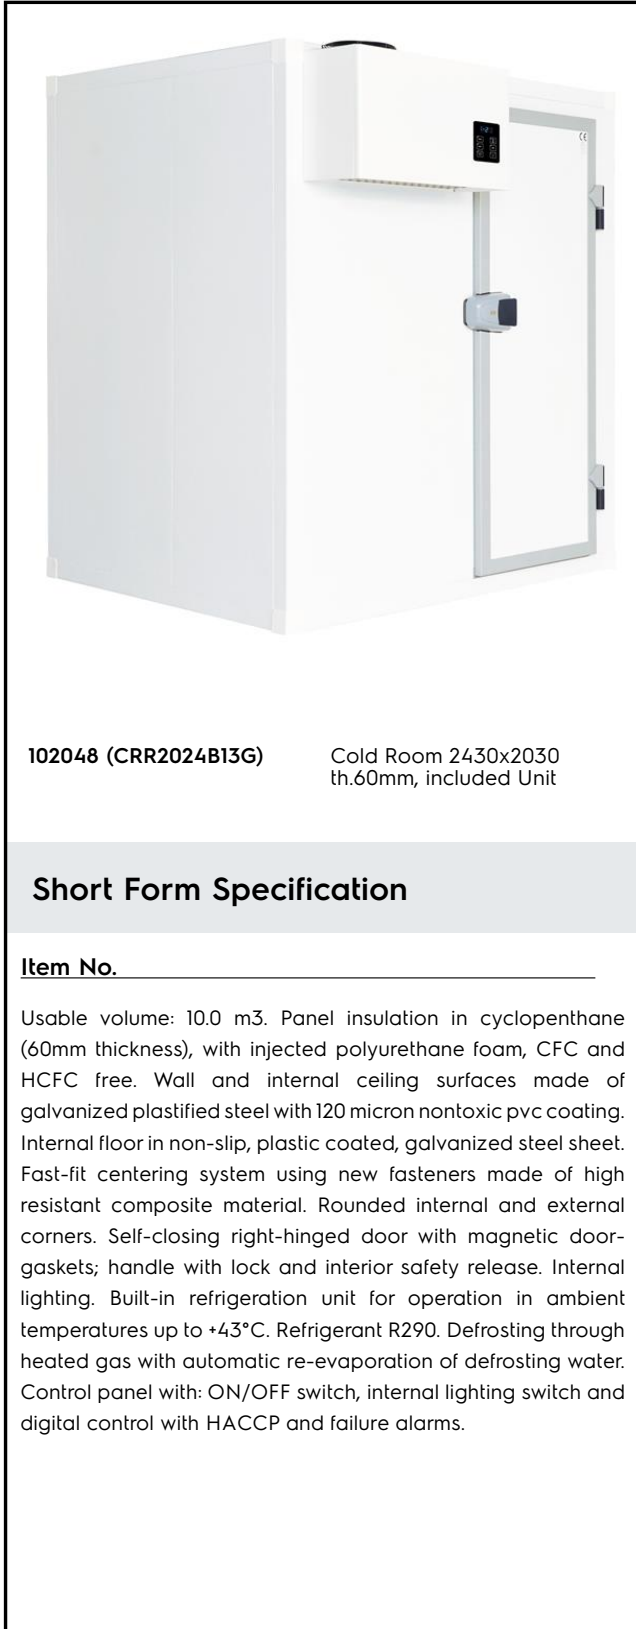 CE
102048 (CRR2024B13G)
Cold Room 2430x2030
th.60mm, included Unit
Short Form Specification
Item No.
Usable volume: 10.0 m3. Panel insulation in cyclopenthane
(60mm thickness), with injected polyurethane foam, CFC and
HCFC free. Wall and internal ceiling surfaces made of
galvanized plastified steel with 120 micron nontoxic pvc coating.
Internal floor in non-slip, plastic coated, galvanized steel sheet.
Fast-fit centering system using new fasteners made of high
resistant composite material. Rounded internal and external
corners. Self-closing right-hinged door with magnetic door-
gaskets; handle with lock and interior safety release. Internal
lighting. Built-in refrigeration unit for operation in ambient
temperatures up to +43°C. Refrigerant R290. Defrosting through
heated gas with automatic re-evaporation of defrosting water.
Control panel with: ON/OFF switch, internal lighting switch and
digital control with HACCP and failure alarms.